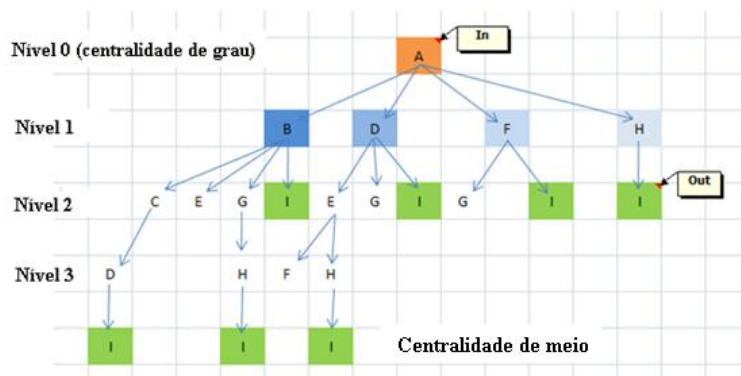 In
Nível 0 (centralidade de grau)
A
Nível 1
B D F H
Out
Nível 2
C E G I E G I G I I
Nível 3
D H F H
I I I
Centralidade de meio